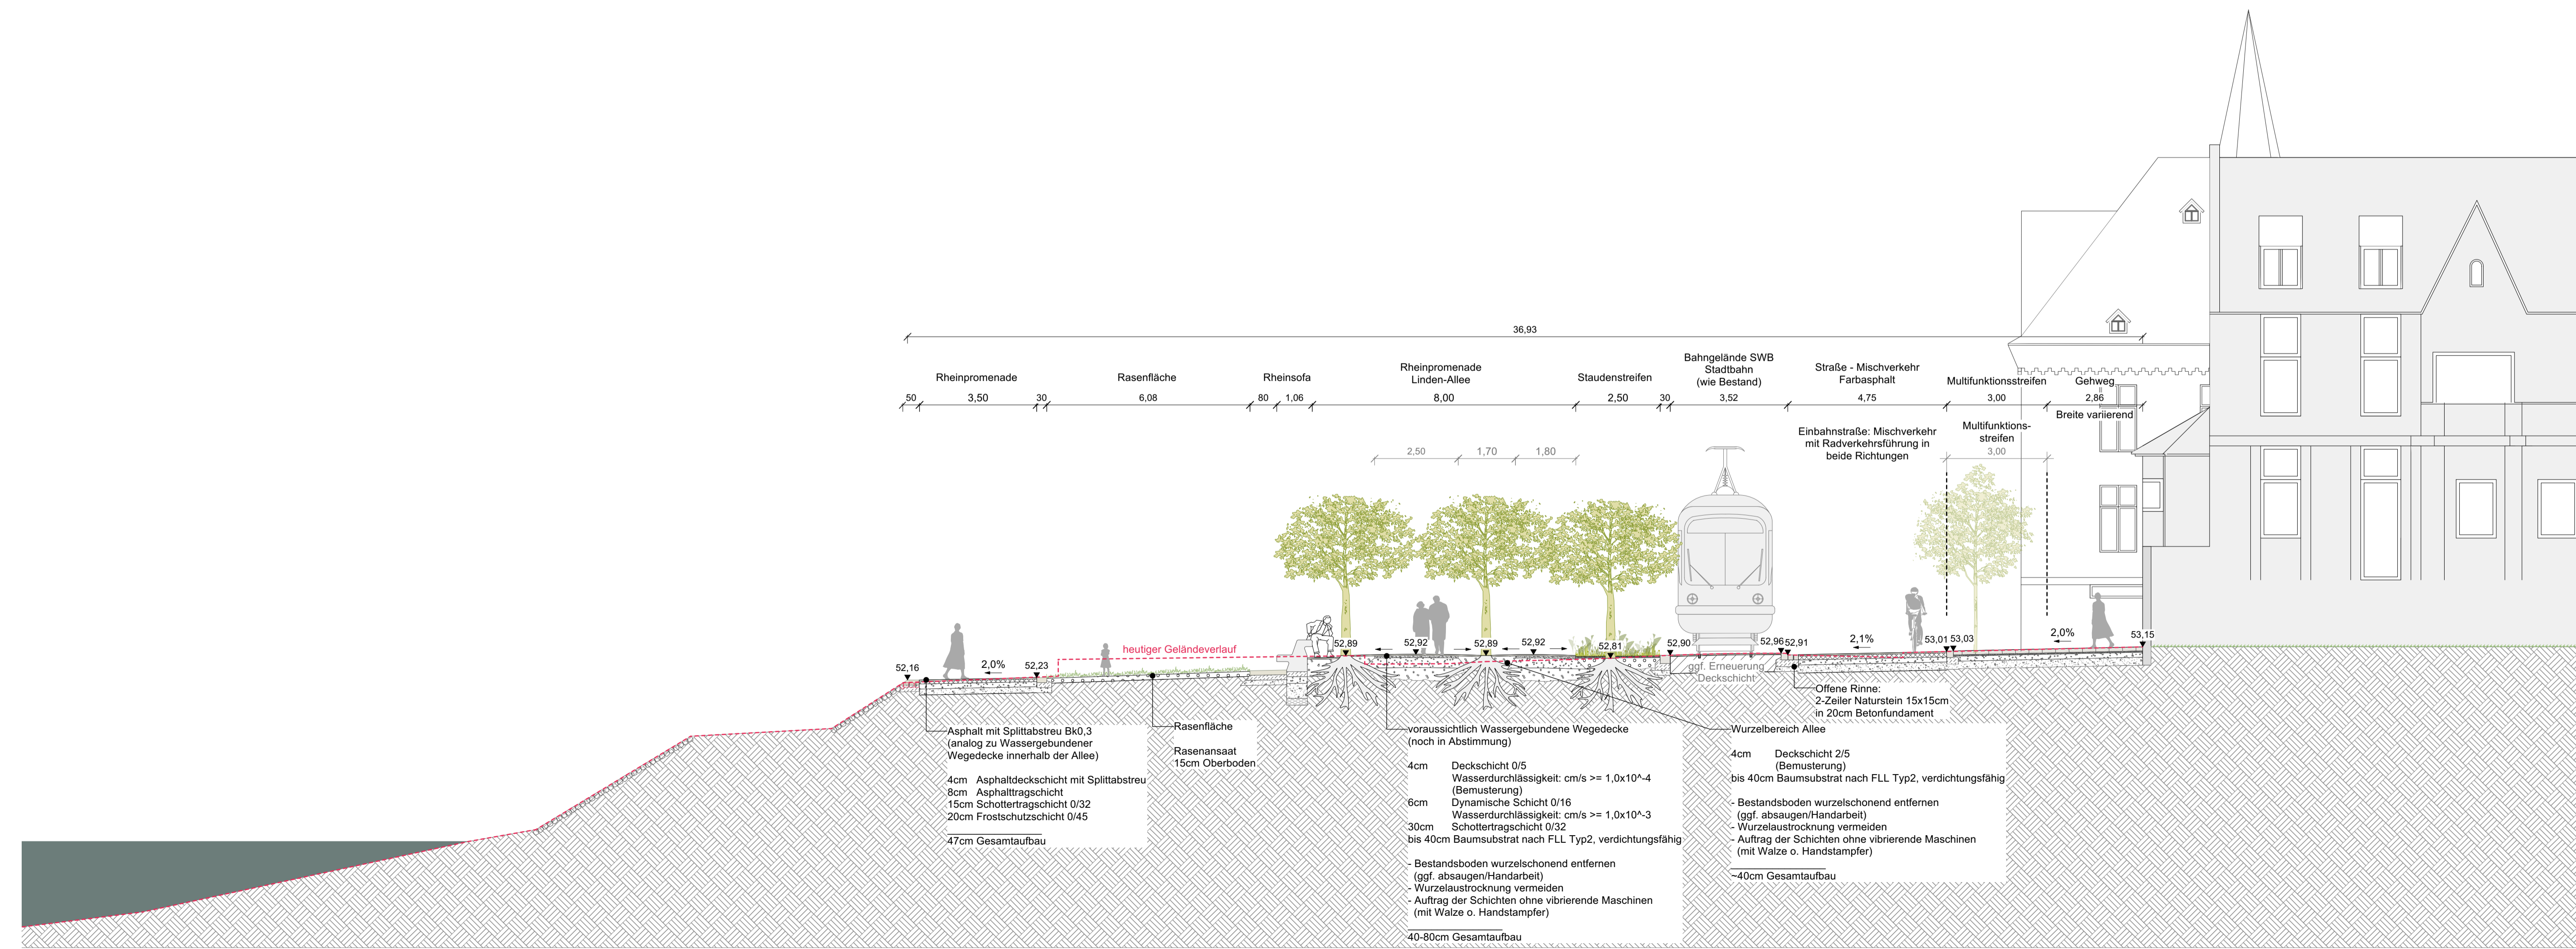 36,93
Rheinpromenade
Rasenfläche
Rheinsofa
Rheinpromenade
Linden-Allee
Staudenstreifen
Bahngelände SWB
Stadtbahn
(wie Bestand)
Straße - Mischverkehr
Farbasphalt
Multifunktionsstreifen
Gehweg
50
3,50
30
6,08
80
1,06
8,00
2,50
30
3,52
4,75
3,00
2,86
Breite variierend
Einbahnstraße: Mischverkehr
mit Radverkehrsführung in
beide Richtungen
Multifunktions-
streifen
3,00
2,50
1,70
1,80
52,16
2,0%
52,23
heutiger Geländeverlauf
52,89
52,92
52,89
52,92
52,81
52,90
52,96
52,91
2,1%
53,01
53,03
2,0%
53,15
ggf. Erneuerung
Deckschicht
Offene Rinne:
2-Zeiler Naturstein 15x15cm
in 20cm Betonfundament
Asphalt mit Splittabstreu Bk0,3
(analog zu Wassergebundener
Wegedecke innerhalb der Allee)
4cm Asphaltdeckschicht mit Splittabstreu
8cm Asphalttragschicht
15cm Schottertragschicht 0/32
20cm Frostschutzschicht 0/45
47cm Gesamtaufbau
Rasenfläche
Rasenansaat
15cm Oberboden
voraussichtlich Wassergebundene Wegedecke
(noch in Abstimmung)
4cm Deckschicht 0/5
Wasserdurchlässigkeit: cm/s >= 1,0x10^-4
(Bemusterung)
6cm Dynamische Schicht 0/16
Wasserdurchlässigkeit: cm/s >= 1,0x10^-3
30cm Schottertragschicht 0/32
bis 40cm Baumsubstrat nach FLL Typ2, verdichtungsfähig
- Bestandsboden wurzelschonend entfernen
(ggf. absaugen/Handarbeit)
- Wurzelaustrocknung vermeiden
- Auftrag der Schichten ohne vibrierende Maschinen
(mit Walze o. Handstampfer)
40-80cm Gesamtaufbau
Wurzelbereich Allee
4cm Deckschicht 2/5
(Bemusterung)
bis 40cm Baumsubstrat nach FLL Typ2, verdichtungsfähig
- Bestandsboden wurzelschonend entfernen
(ggf. absaugen/Handarbeit)
- Wurzelaustrocknung vermeiden
- Auftrag der Schichten ohne vibrierende Maschinen
(mit Walze o. Handstampfer)
~40cm Gesamtaufbau